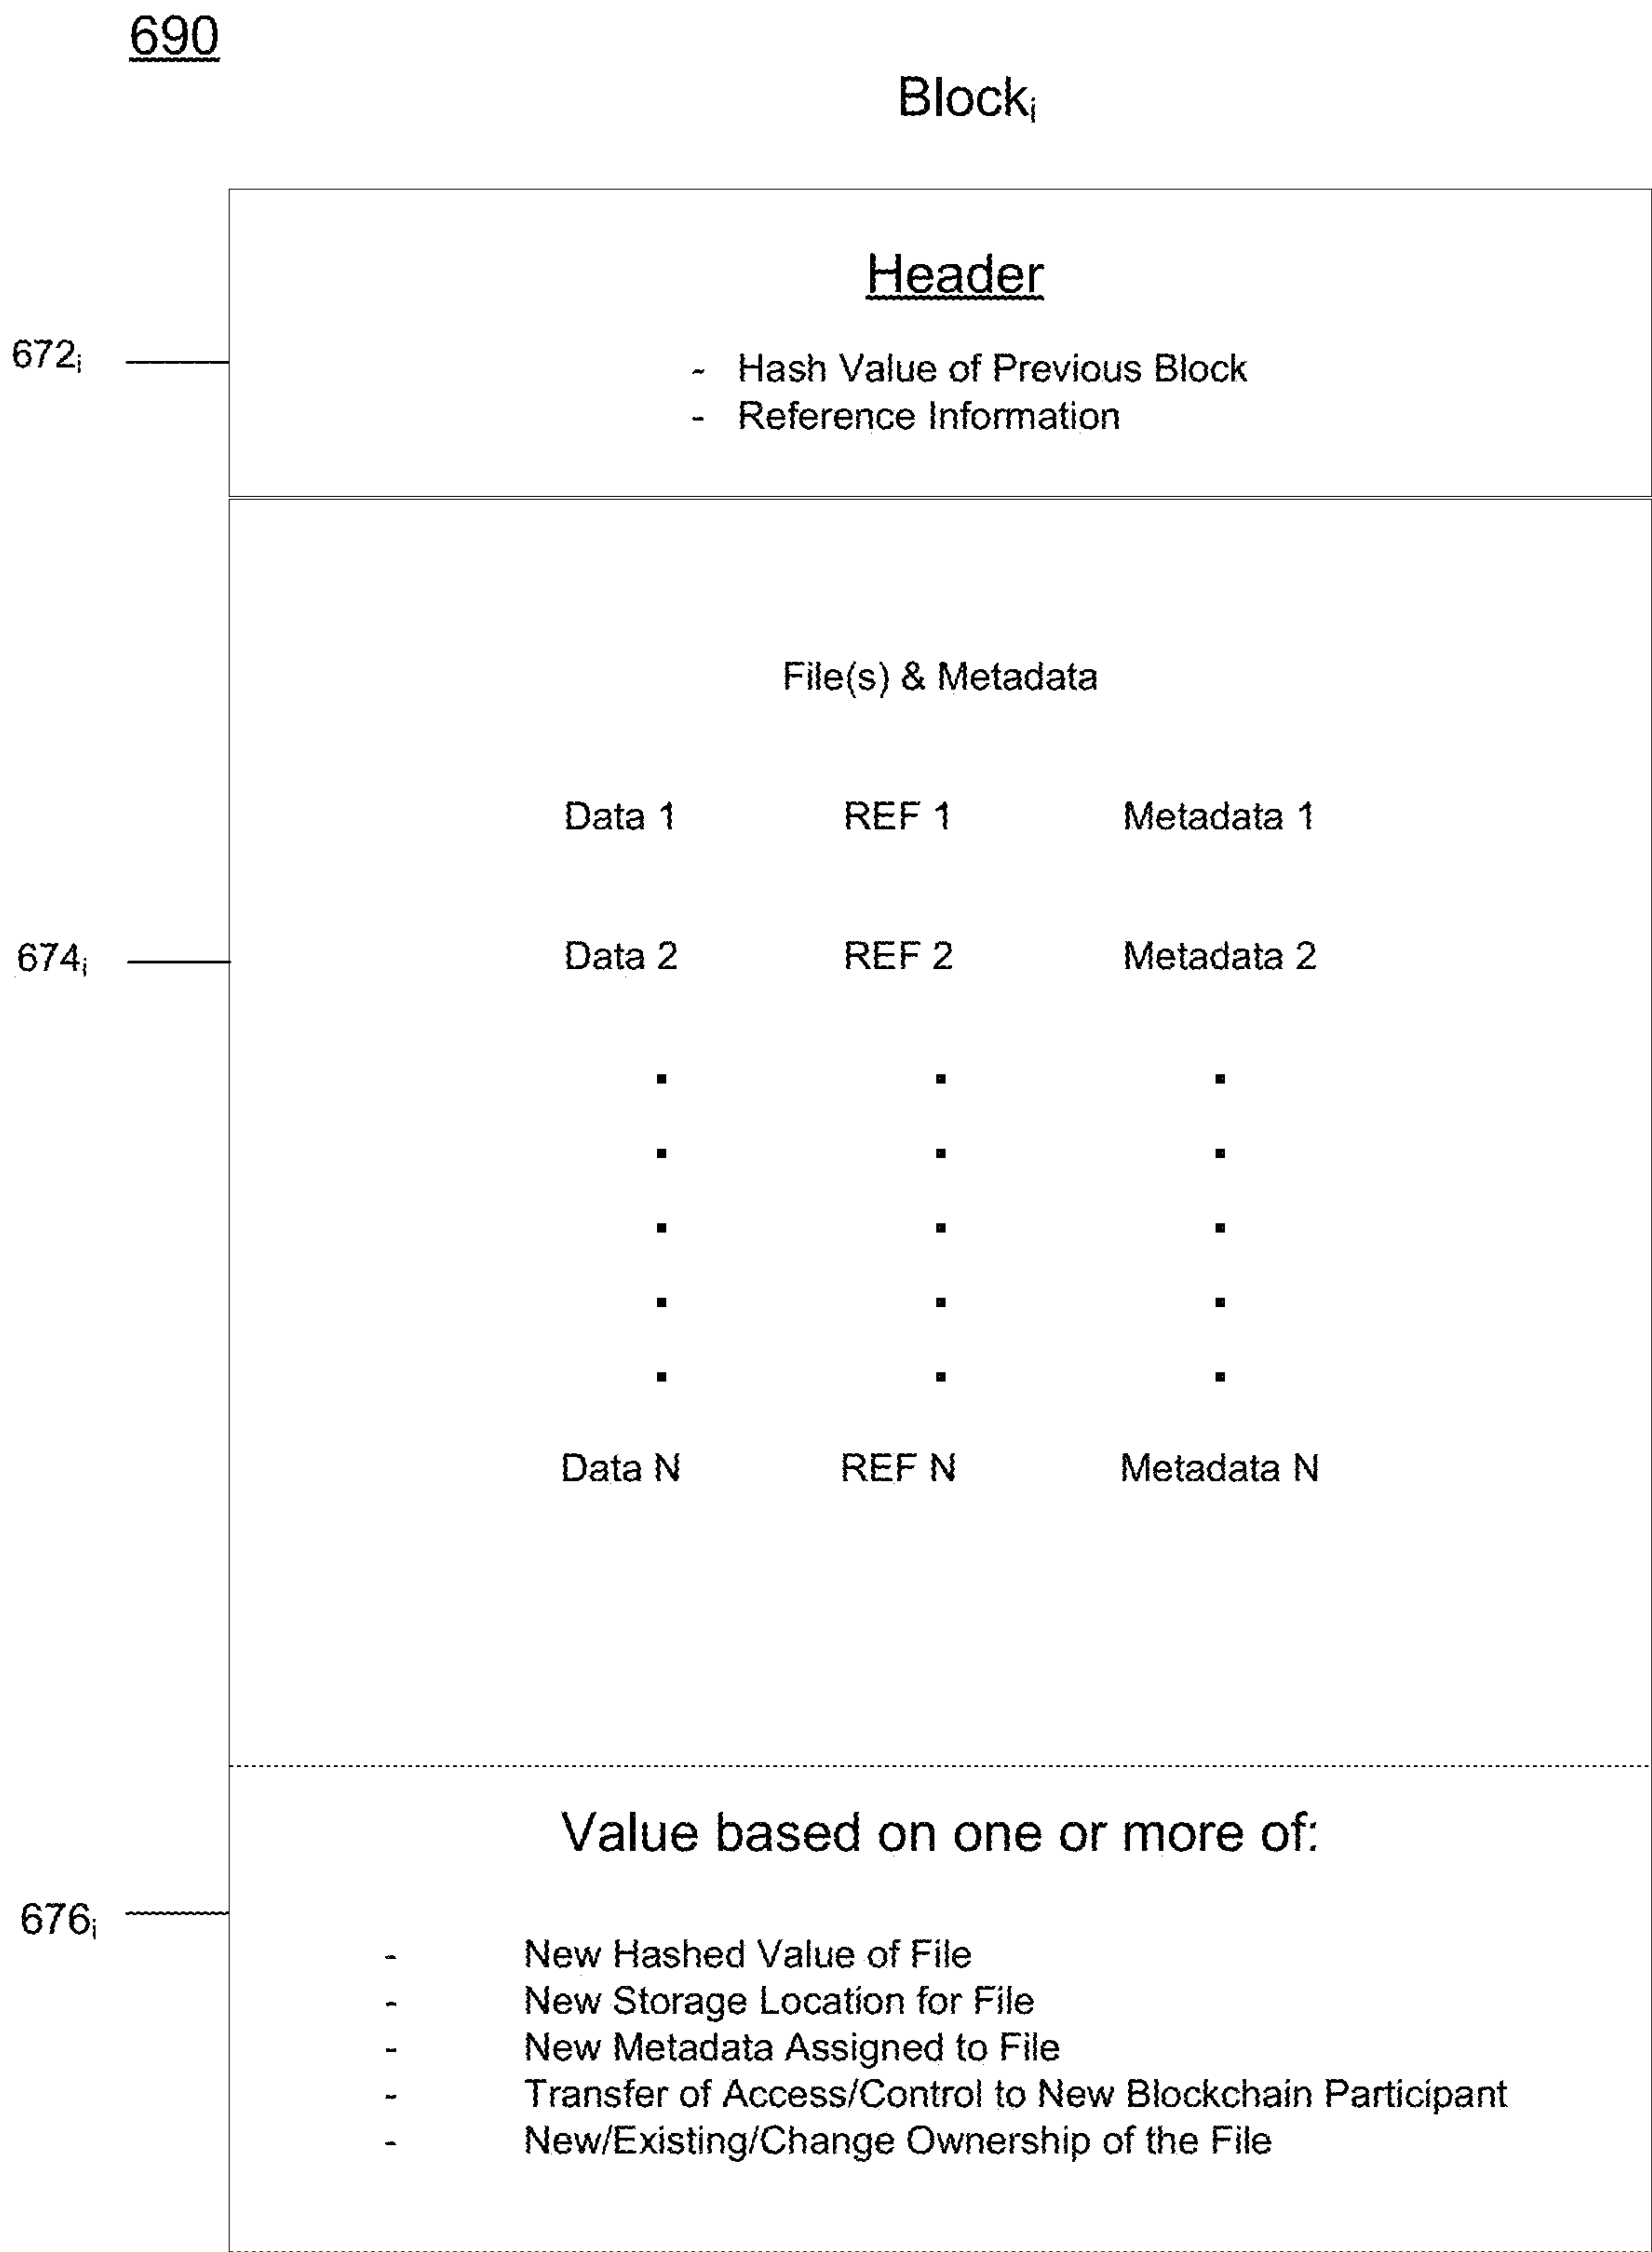 690
Blockᵢ
Header
672ᵢ
- Hash Value of Previous Block
- Reference Information
File(s) & Metadata
Data 1 REF 1 Metadata 1
674ᵢ
Data 2 REF 2 Metadata 2
. . .
. . .
. . .
. . .
. . .
Data N REF N Metadata N
Value based on one or more of:
676ᵢ
- New Hashed Value of File
- New Storage Location for File
- New Metadata Assigned to File
- Transfer of Access/Control to New Blockchain Participant
- New/Existing/Change Ownership of the File